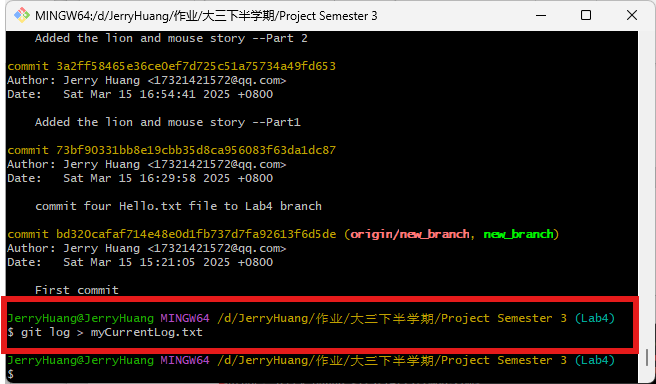 MINGW64:/d/JerryHuang/作业/大三下半学期/Project Semester 3
Added the lion and mouse story --Part 2
commit 3a2ff58465e36ce0ef7d725c51a75734a49fd653
Author: Jerry Huang <17321421572@qq.com>
Date:   Sat Mar 15 16:54:41 2025 +0800
Added the lion and mouse story --Part1
commit 73bf90331bb8e19cbb35d8ca956083f63da1dc87
Author: Jerry Huang <17321421572@qq.com>
Date:   Sat Mar 15 16:29:58 2025 +0800
commit four Hello.txt file to Lab4 branch
commit bd320cafaf714e48e0d1fb737d7fa92613f6d5de (origin/new_branch, new_branch)
Author: Jerry Huang <17321421572@qq.com>
Date:   Sat Mar 15 15:21:05 2025 +0800
First commit
JerryHuang@JerryHuang MINGW64 /d/JerryHuang/作业/大三下半学期/Project Semester 3 (Lab4)
$ git log > myCurrentLog.txt
JerryHuang@JerryHuang MINGW64 /d/JerryHuang/作业/大三下半学期/Project Semester 3 (Lab4)
$